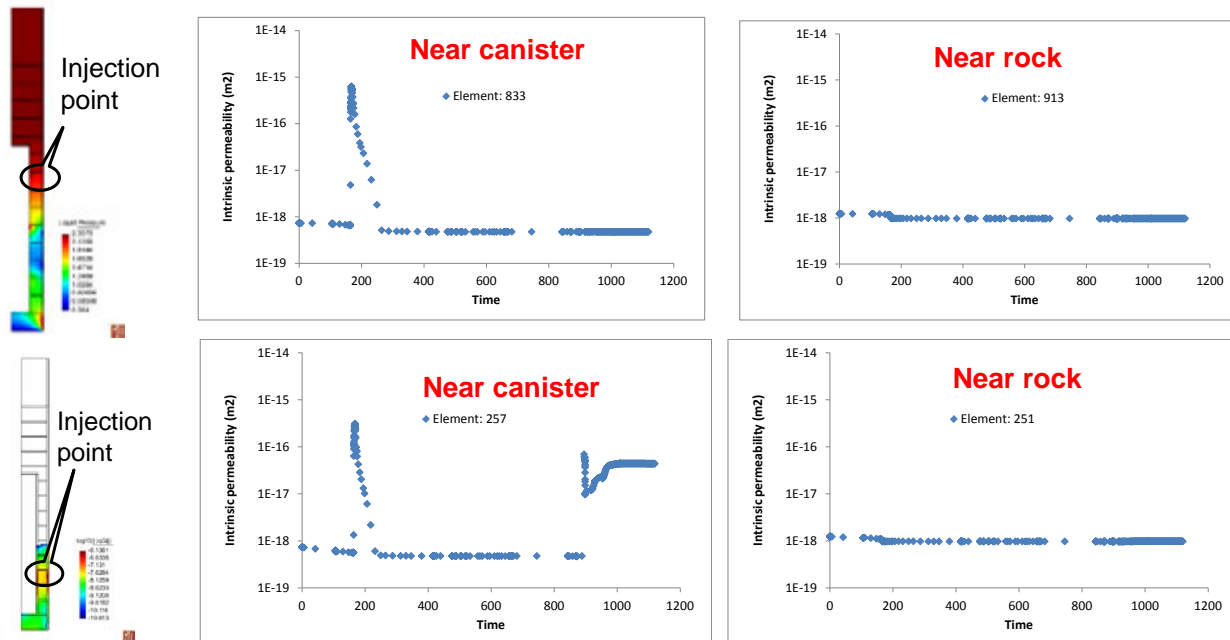 Injection
point
Near canister
Element: 833
Intrinsic permeability (m2)
1E-14
1E-15
1E-16
1E-17
1E-18
1E-19
0 200 400 600 800 1000 1200
Time
Near rock
Element: 913
Intrinsic permeability (m2)
1E-14
1E-15
1E-16
1E-17
1E-18
1E-19
0 200 400 600 800 1000 1200
Time
Injection
point
Near canister
Element: 257
Intrinsic permeability (m2)
1E-14
1E-15
1E-16
1E-17
1E-18
1E-19
0 200 400 600 800 1000 1200
Time
Near rock
Element: 251
Intrinsic permeability (m2)
1E-14
1E-15
1E-16
1E-17
1E-18
1E-19
0 200 400 600 800 1000 1200
Time